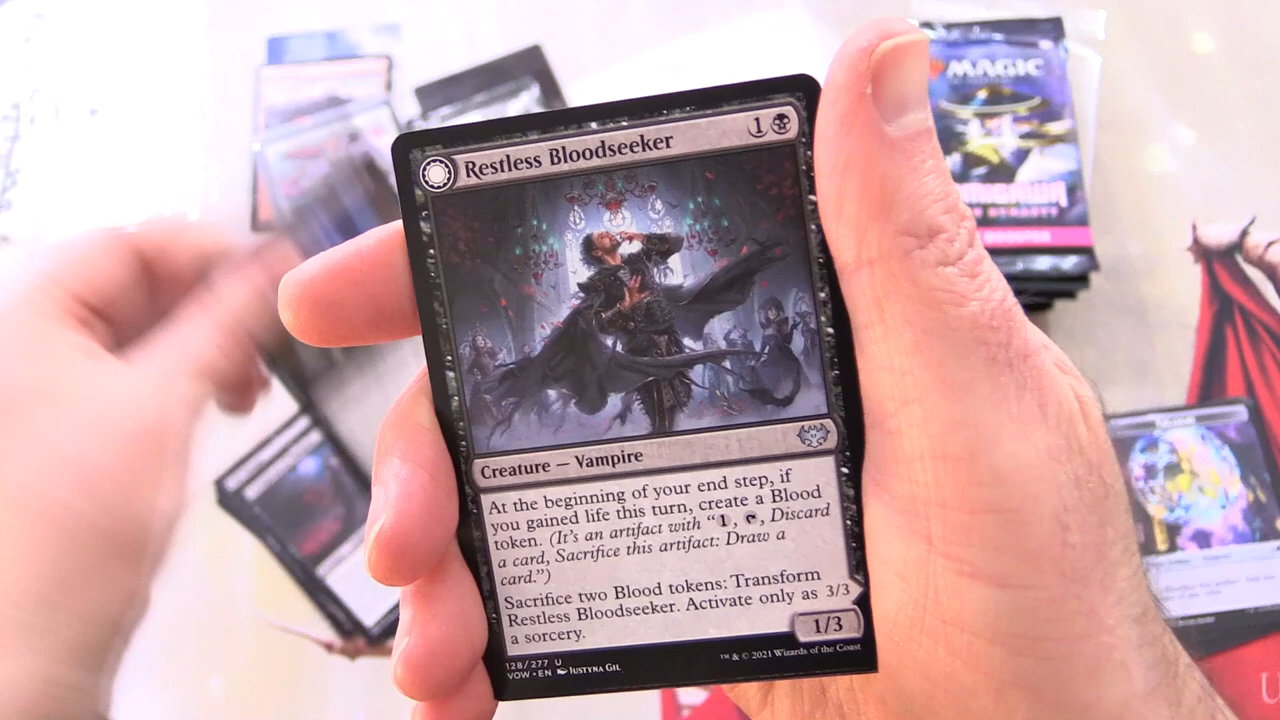 Restless Bloodseeker
1
Creature — Vampire
At the beginning of your end step, if
you gained life this turn, create a Blood
token. (It's an artifact with “1, , Discard
a card, Sacrifice this artifact: Draw a
card.”)
Sacrifice two Blood tokens: Transform
Restless Bloodseeker. Activate only as
a sorcery.
3/3
1/3
128/277 U
VOW • EN Justyna Gil
™ & © 2021 Wizards of the Coast
MAGIC
DYNASTY